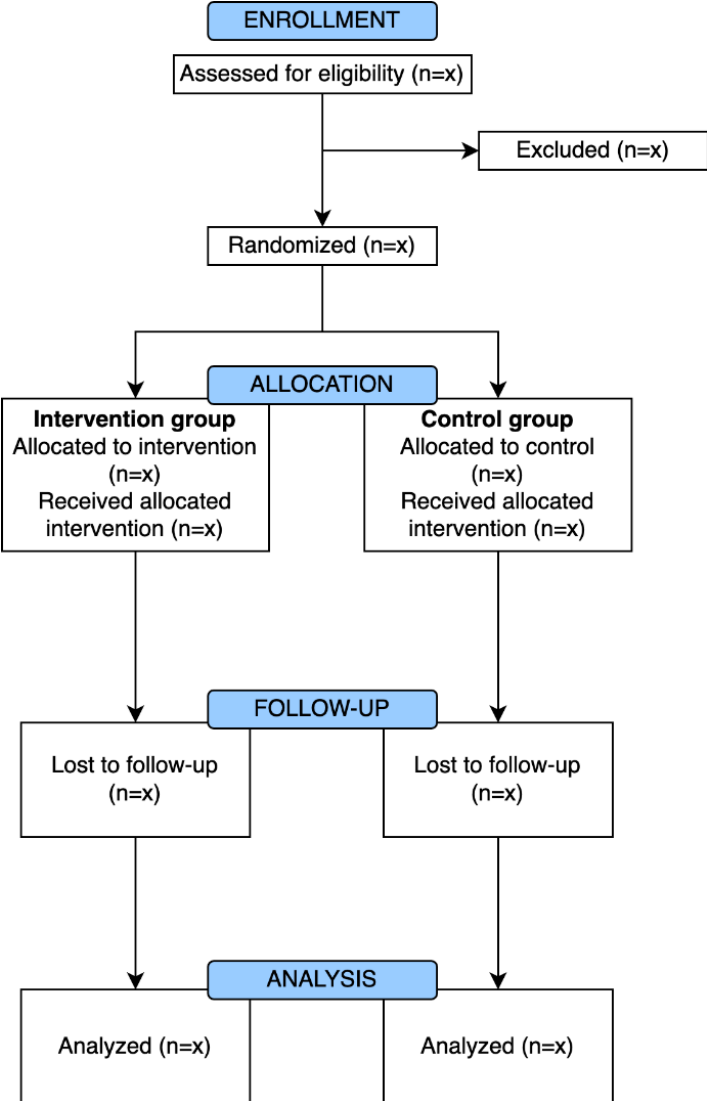 ENROLLMENT
Assessed for eligibility (n=x)
Excluded (n=x)
Randomized (n=x)
ALLOCATION
Intervention group
Allocated to intervention
(n=x)
Received allocated
intervention (n=x)
Control group
Allocated to control
(n=x)
Received allocated
intervention (n=x)
FOLLOW-UP
Lost to follow-up
(n=x)
Lost to follow-up
(n=x)
ANALYSIS
Analyzed (n=x)
Analyzed (n=x)